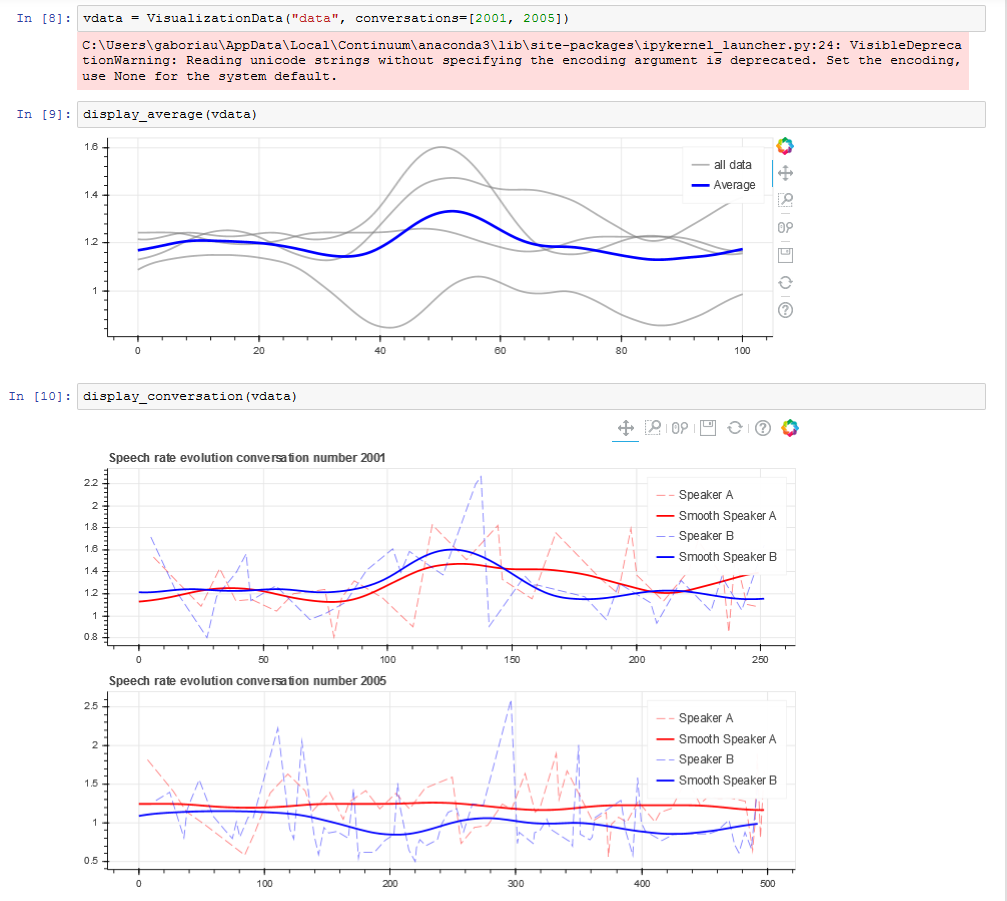 In [8]: vdata = VisualizationData("data", conversations=[2001, 2005])
C:\Users\gaboriau\AppData\Local\Continuum\anaconda3\lib\site-packages\ipykernel_launcher.py:24: VisibleDepreca
tionWarning: Reading unicode strings without specifying the encoding argument is deprecated. Set the encoding,
use None for the system default.
In [9]: display_average(vdata)
1.6
1.4
1.2
1
all data
Average
0 20 40 60 80 100
In [10]: display_conversation(vdata)
Speech rate evolution conversation number 2001
2.2
2
1.8
1.6
1.4
1.2
1
0.8
Speaker A
Smooth Speaker A
Speaker B
Smooth Speaker B
0 50 100 150 200 250
Speech rate evolution conversation number 2005
2.5
2
1.5
1
0.5
Speaker A
Smooth Speaker A
Speaker B
Smooth Speaker B
0 100 200 300 400 500